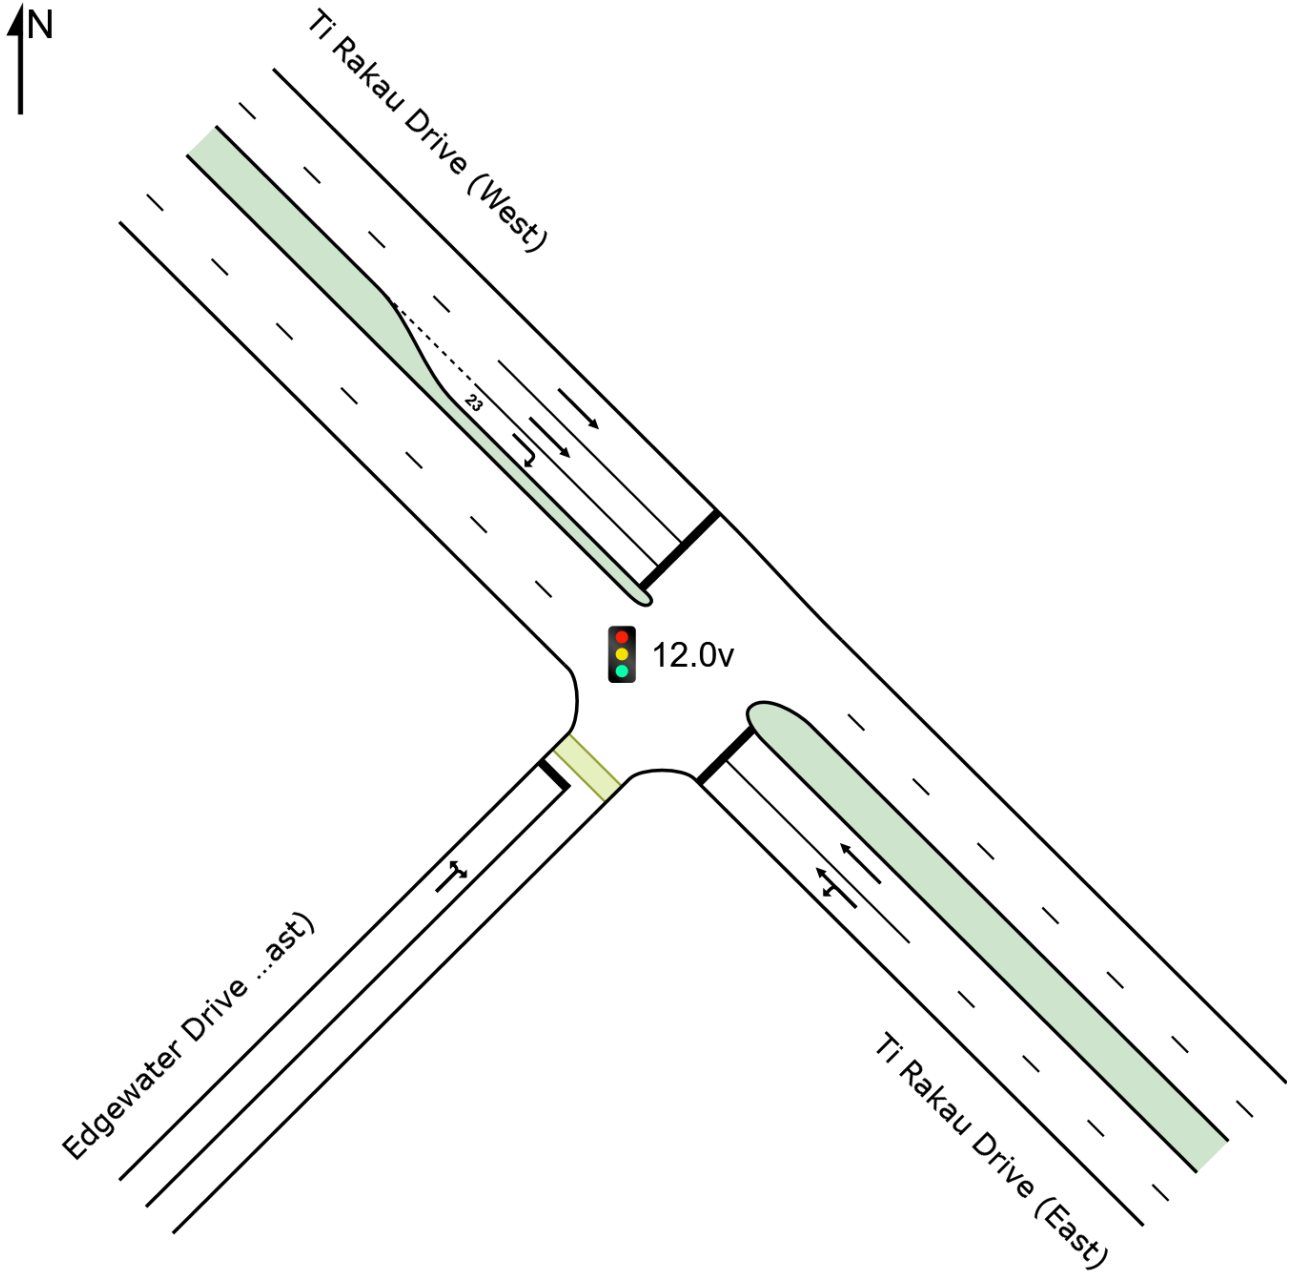 N
Ti Rakau Drive (West)
23
12.0v
Edgewater Drive ...ast)
Ti Rakau Drive (East)